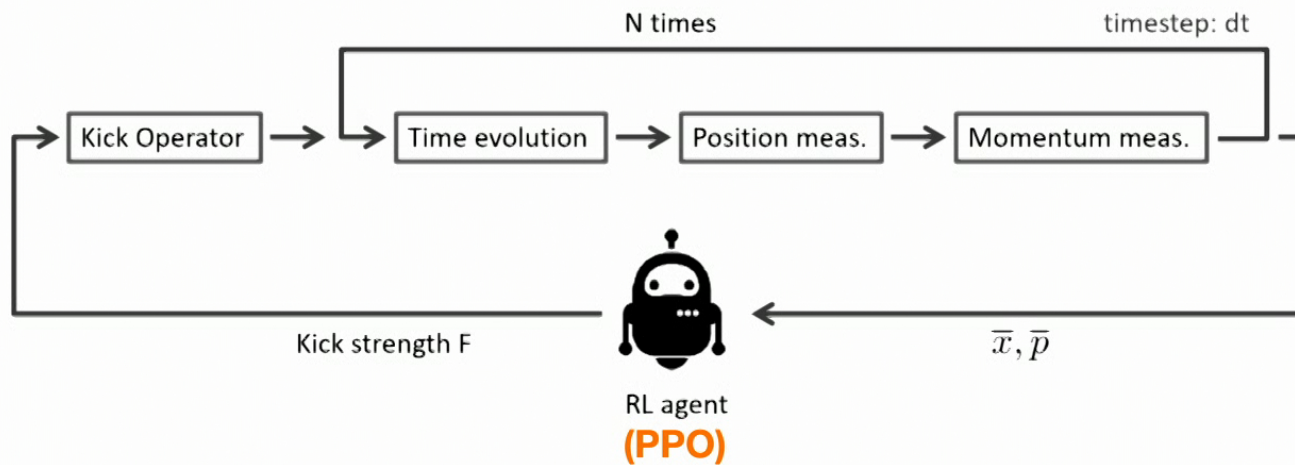 N times
timestep: dt
Kick Operator
Time evolution
Position meas.
Momentum meas.
Kick strength F
x̅, p̅
RL agent
(PPO)